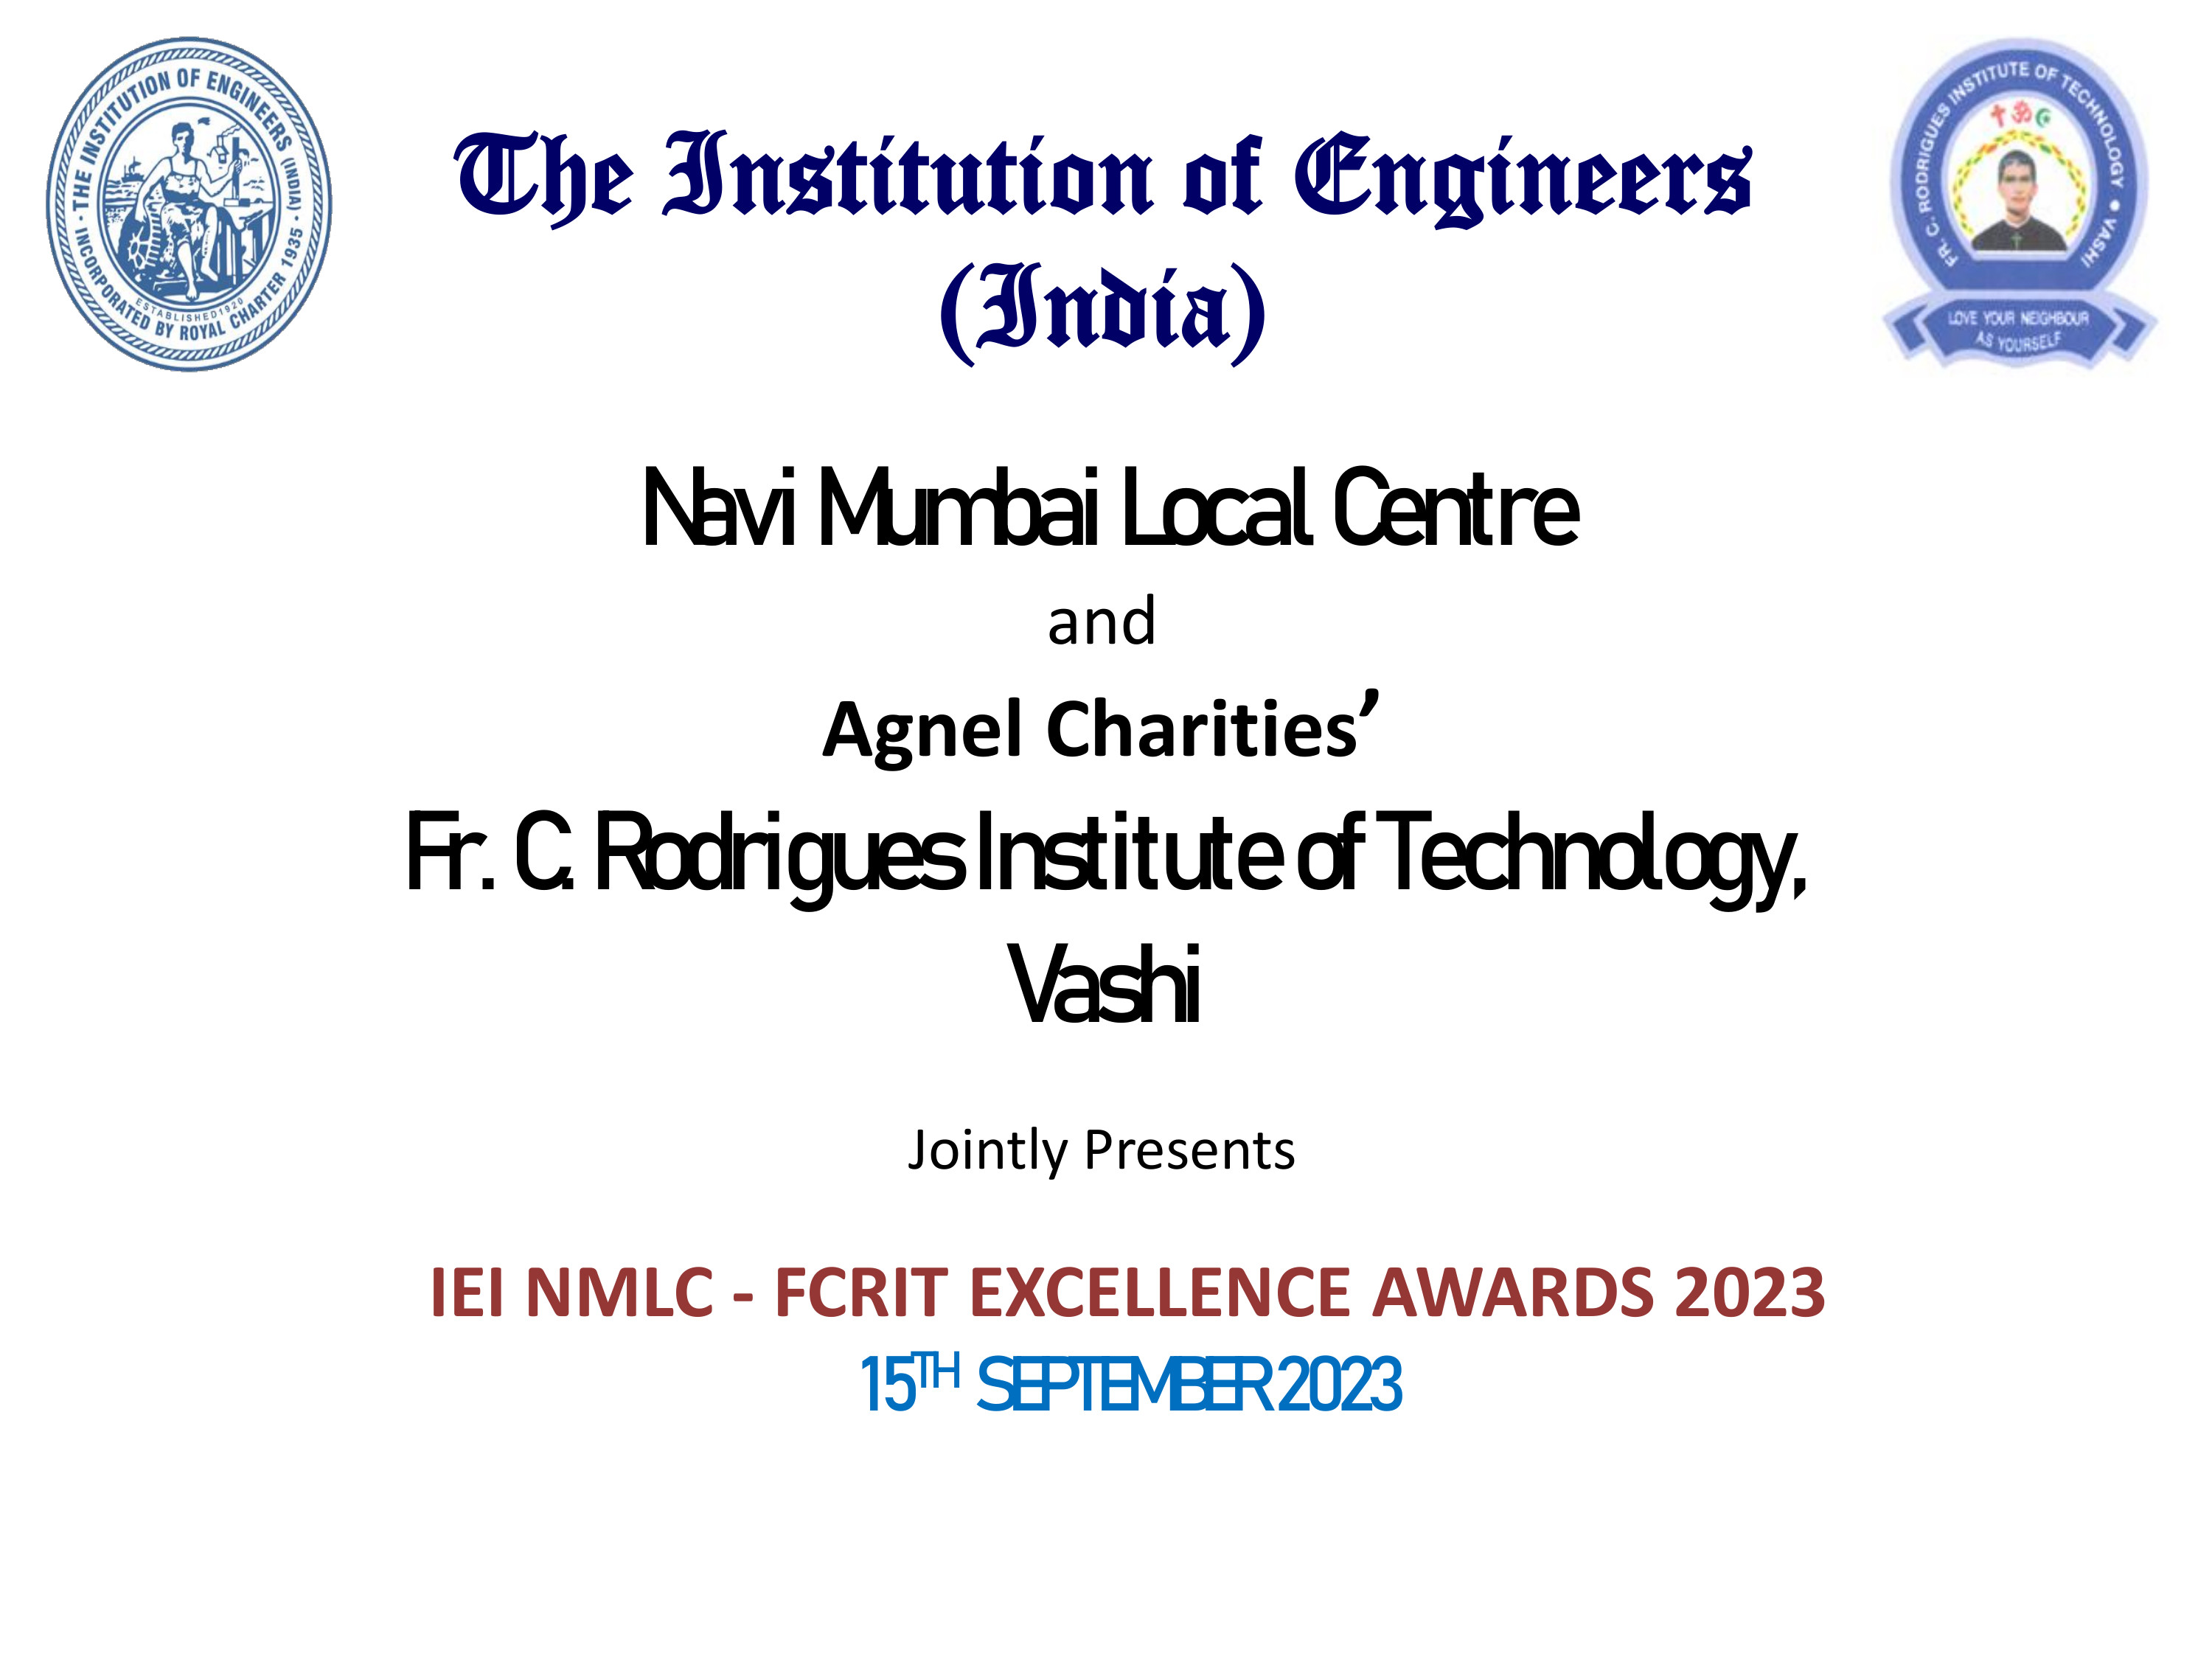 THE INSTITUTION OF ENGINEERS (INDIA) · INCORPORATED BY ROYAL CHARTER 1935 ·
ESTABLISHED 1920
FR. C. RODRIGUES INSTITUTE OF TECHNOLOGY • VASHI
LOVE YOUR NEIGHBOUR
AS YOURSELF
The Institution of Engineers
(India)
Navi Mumbai Local Centre
and
Agnel Charities’
Fr. C. Rodrigues Institute of Technology,
Vashi
Jointly Presents
IEI NMLC - FCRIT EXCELLENCE AWARDS 2023
15TH SEPTEMBER 2023